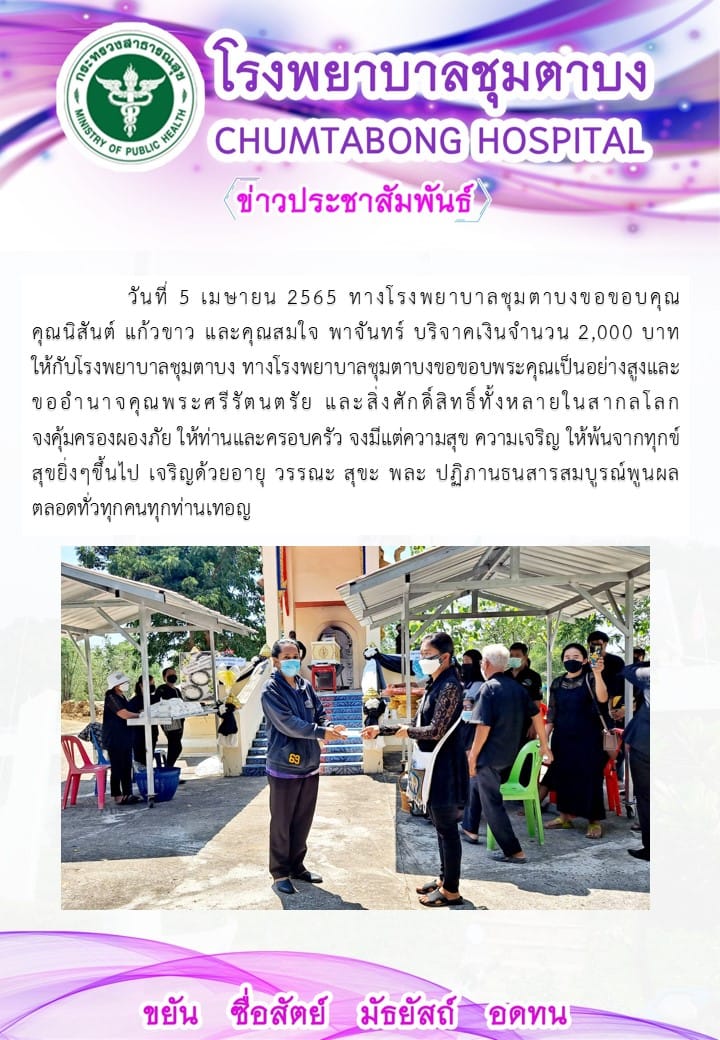 กระทรวงสาธารณสุข
MINISTRY OF PUBLIC HEALTH
โรงพยาบาลชุมตาบง
CHUMTABONG HOSPITAL
ข่าวประชาสัมพันธ์
วันที่ 5 เมษายน 2565 ทางโรงพยาบาลชุมตาบงขอขอบคุณ
คุณนิสันต์ แก้วขาว และคุณสมใจ พาจันทร์ บริจาคเงินจำนวน 2,000 บาท
ให้กับโรงพยาบาลชุมตาบง ทางโรงพยาบาลชุมตาบงขอขอบพระคุณเป็นอย่างสูงและ
ขออำนาจคุณพระศรีรัตนตรัย และสิ่งศักดิ์สิทธิ์ทั้งหลายในสากลโลก
จงคุ้มครองผองภัย ให้ท่านและครอบครัว จงมีแต่ความสุข ความเจริญ ให้พ้นจากทุกข์
สุขยิ่งๆขึ้นไป เจริญด้วยอายุ วรรณะ สุขะ พละ ปฏิภานธนสารสมบูรณ์พูนผล
ตลอดทั่วทุกคนทุกท่านเทอญ
69
ขยัน ซื่อสัตย์ มัธยัสถ์ อดทน